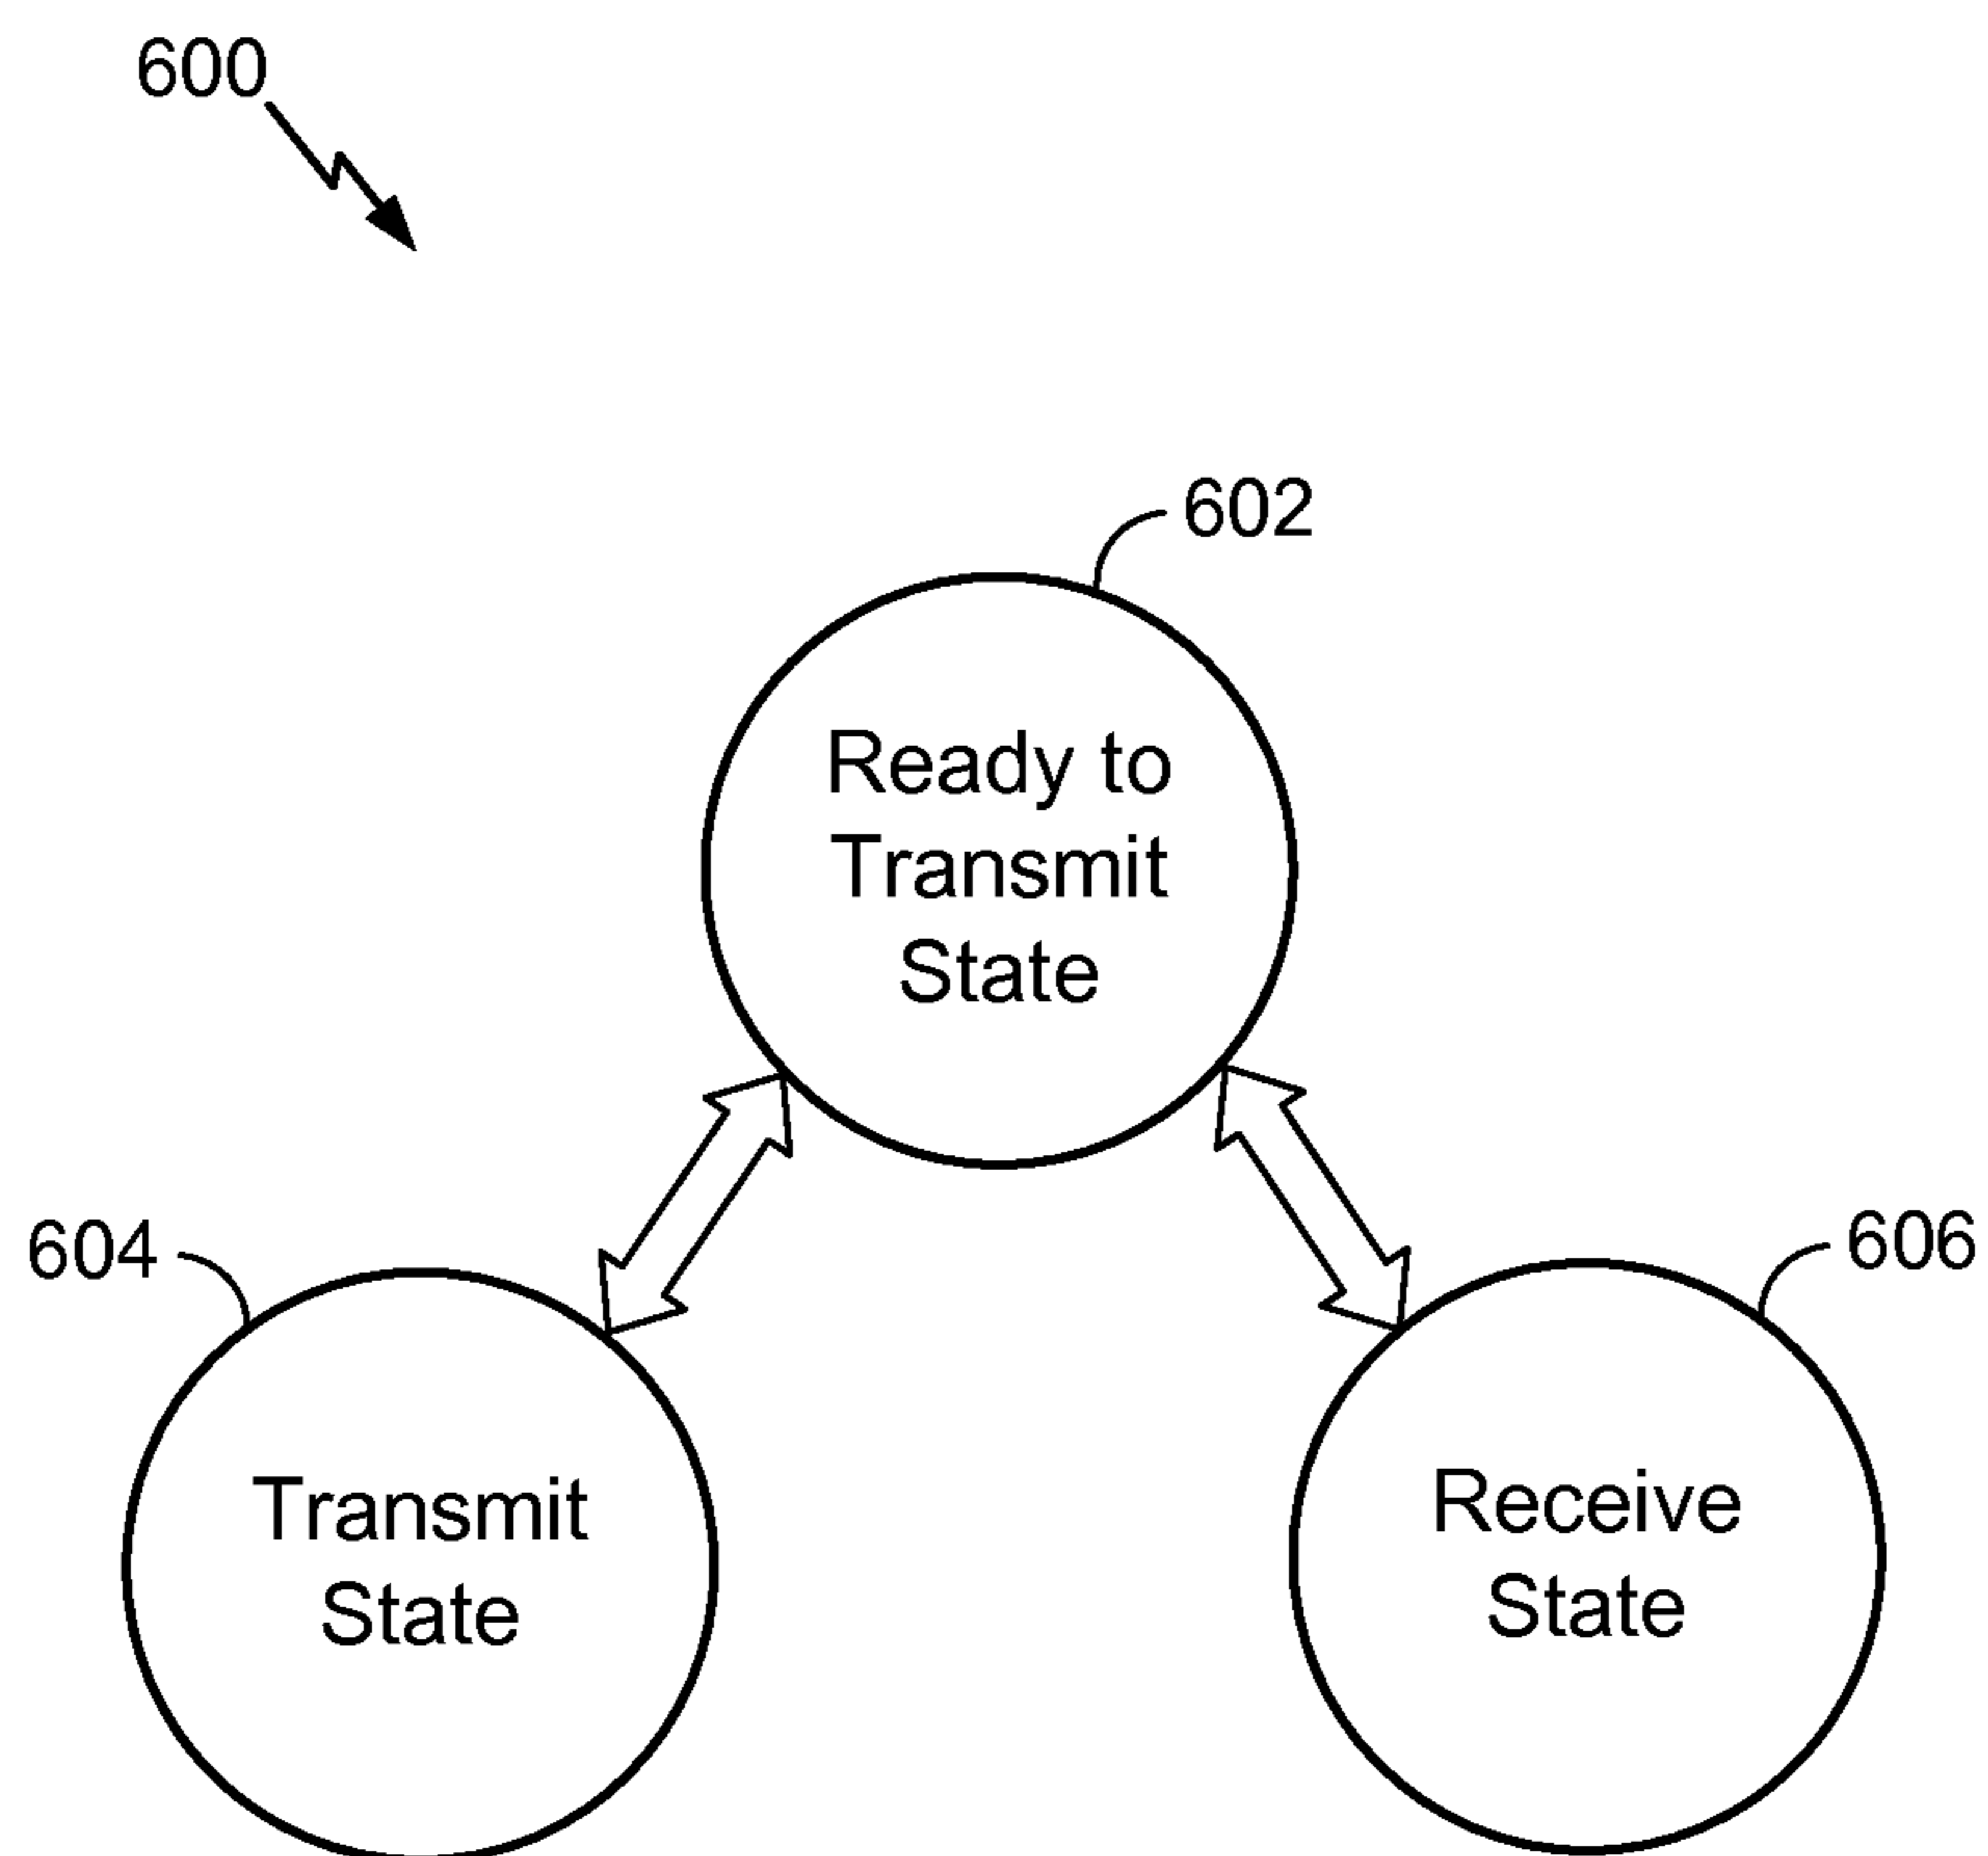 600
602
Ready to
Transmit
State
604
606
Transmit
State
Receive
State